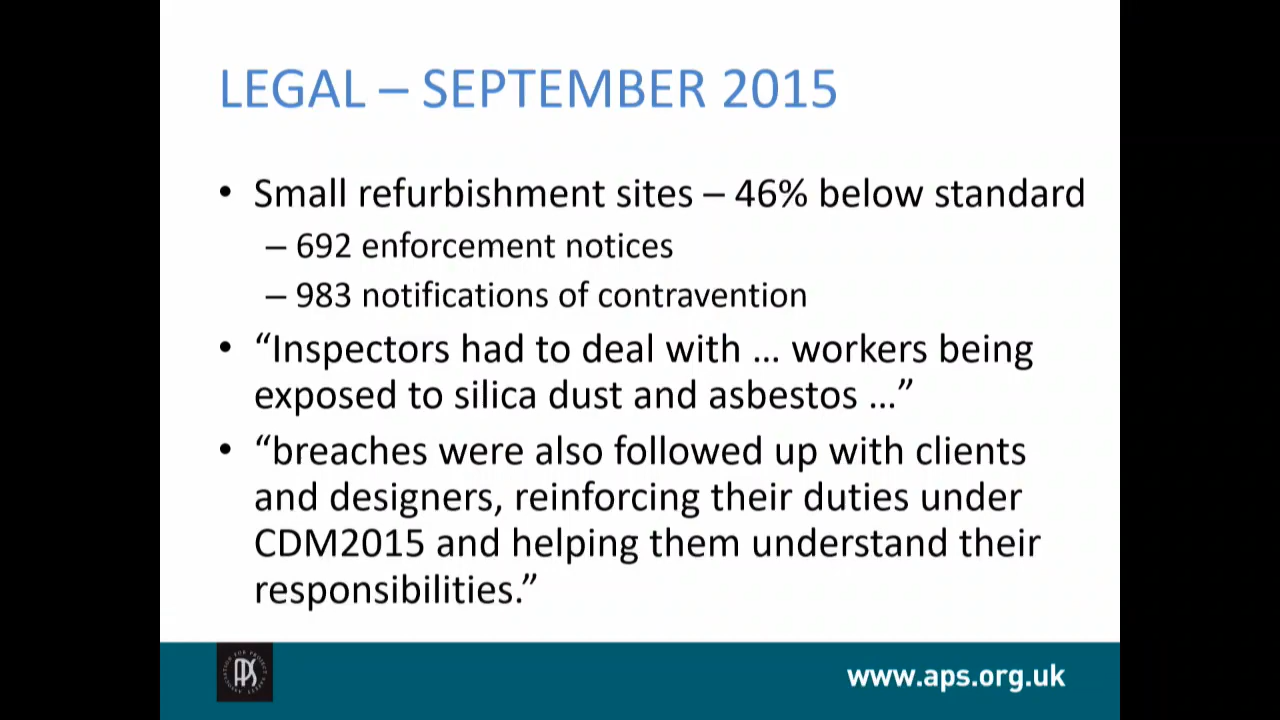 LEGAL – SEPTEMBER 2015
• Small refurbishment sites – 46% below standard
– 692 enforcement notices
– 983 notifications of contravention
• “Inspectors had to deal with … workers being
exposed to silica dust and asbestos …”
• “breaches were also followed up with clients
and designers, reinforcing their duties under
CDM2015 and helping them understand their
responsibilities.”
APS
www.aps.org.uk